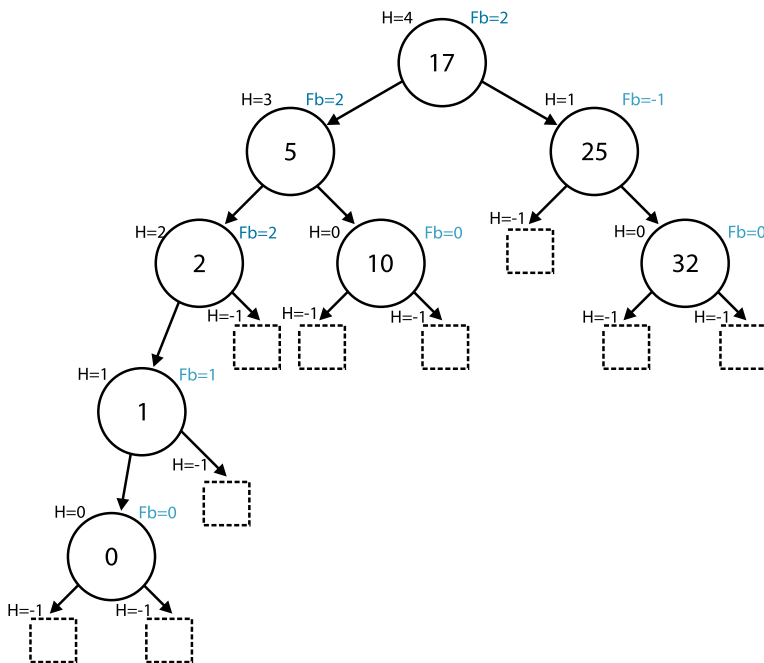 H=4 Fb=2
17
H=3 Fb=2
5
H=1 Fb=-1
25
H=2 Fb=2
2
H=0 Fb=0
10
H=-1
H=0 Fb=0
32
H=-1
H=-1
H=-1
H=-1
H=-1
H=1 Fb=1
1
H=-1
H=0 Fb=0
0
H=-1
H=-1